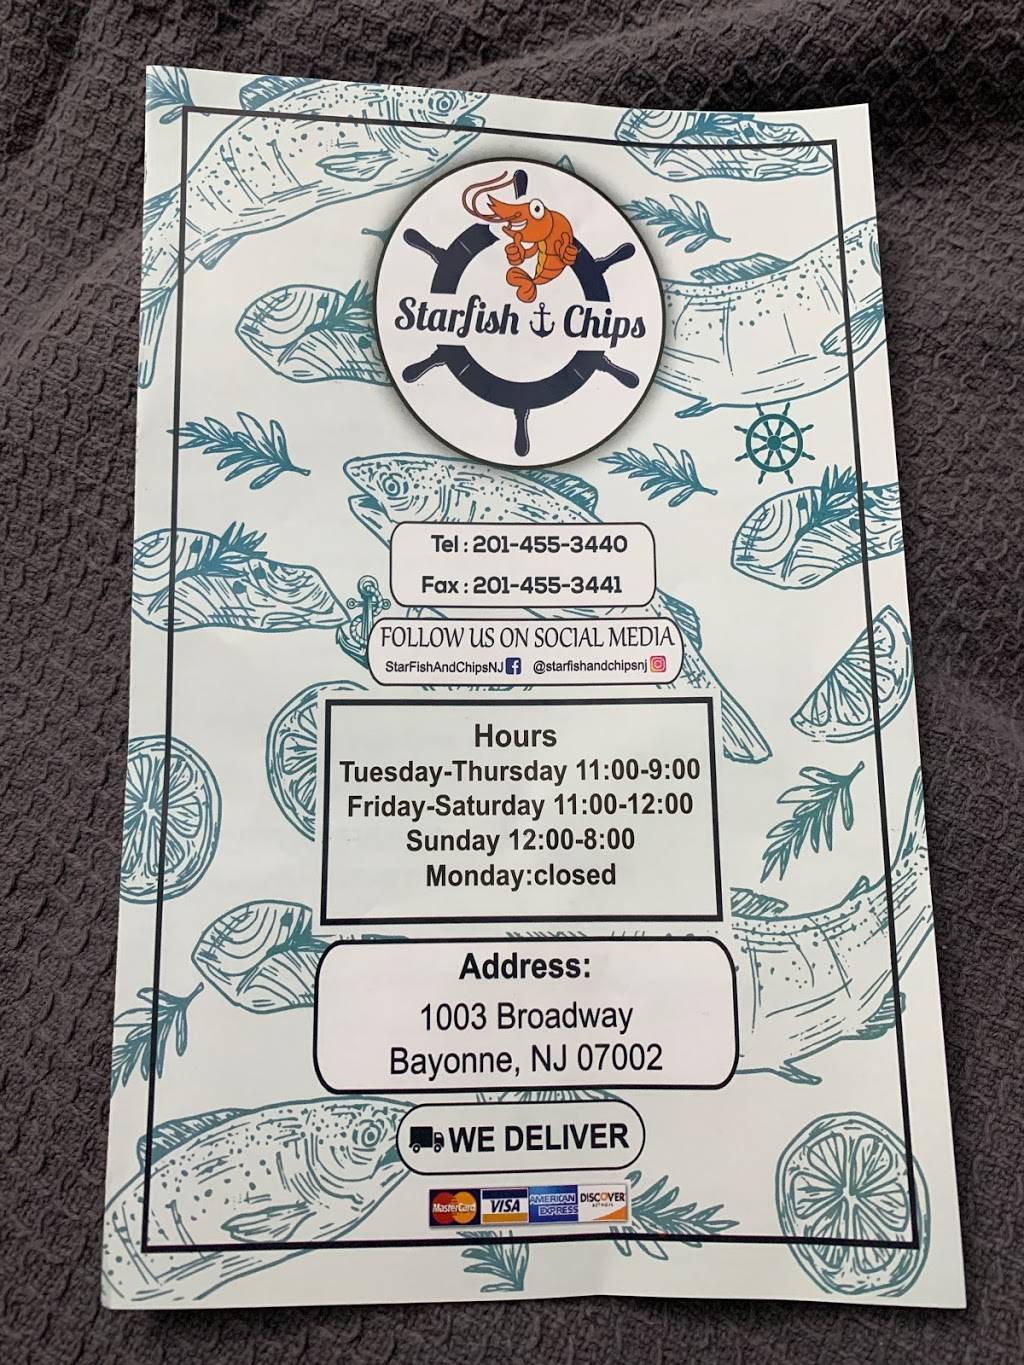 Starfish Chips
Tel : 201-455-3440
Fax : 201-455-3441
FOLLOW US ON SOCIAL MEDIA
StarFishAndChipsNJ @starfishandchipsnj
Hours
Tuesday-Thursday 11:00-9:00
Friday-Saturday 11:00-12:00
Sunday 12:00-8:00
Monday:closed
Address:
1003 Broadway
Bayonne, NJ 07002
WE DELIVER
MasterCard VISA AMERICAN EXPRESS DISCOVER